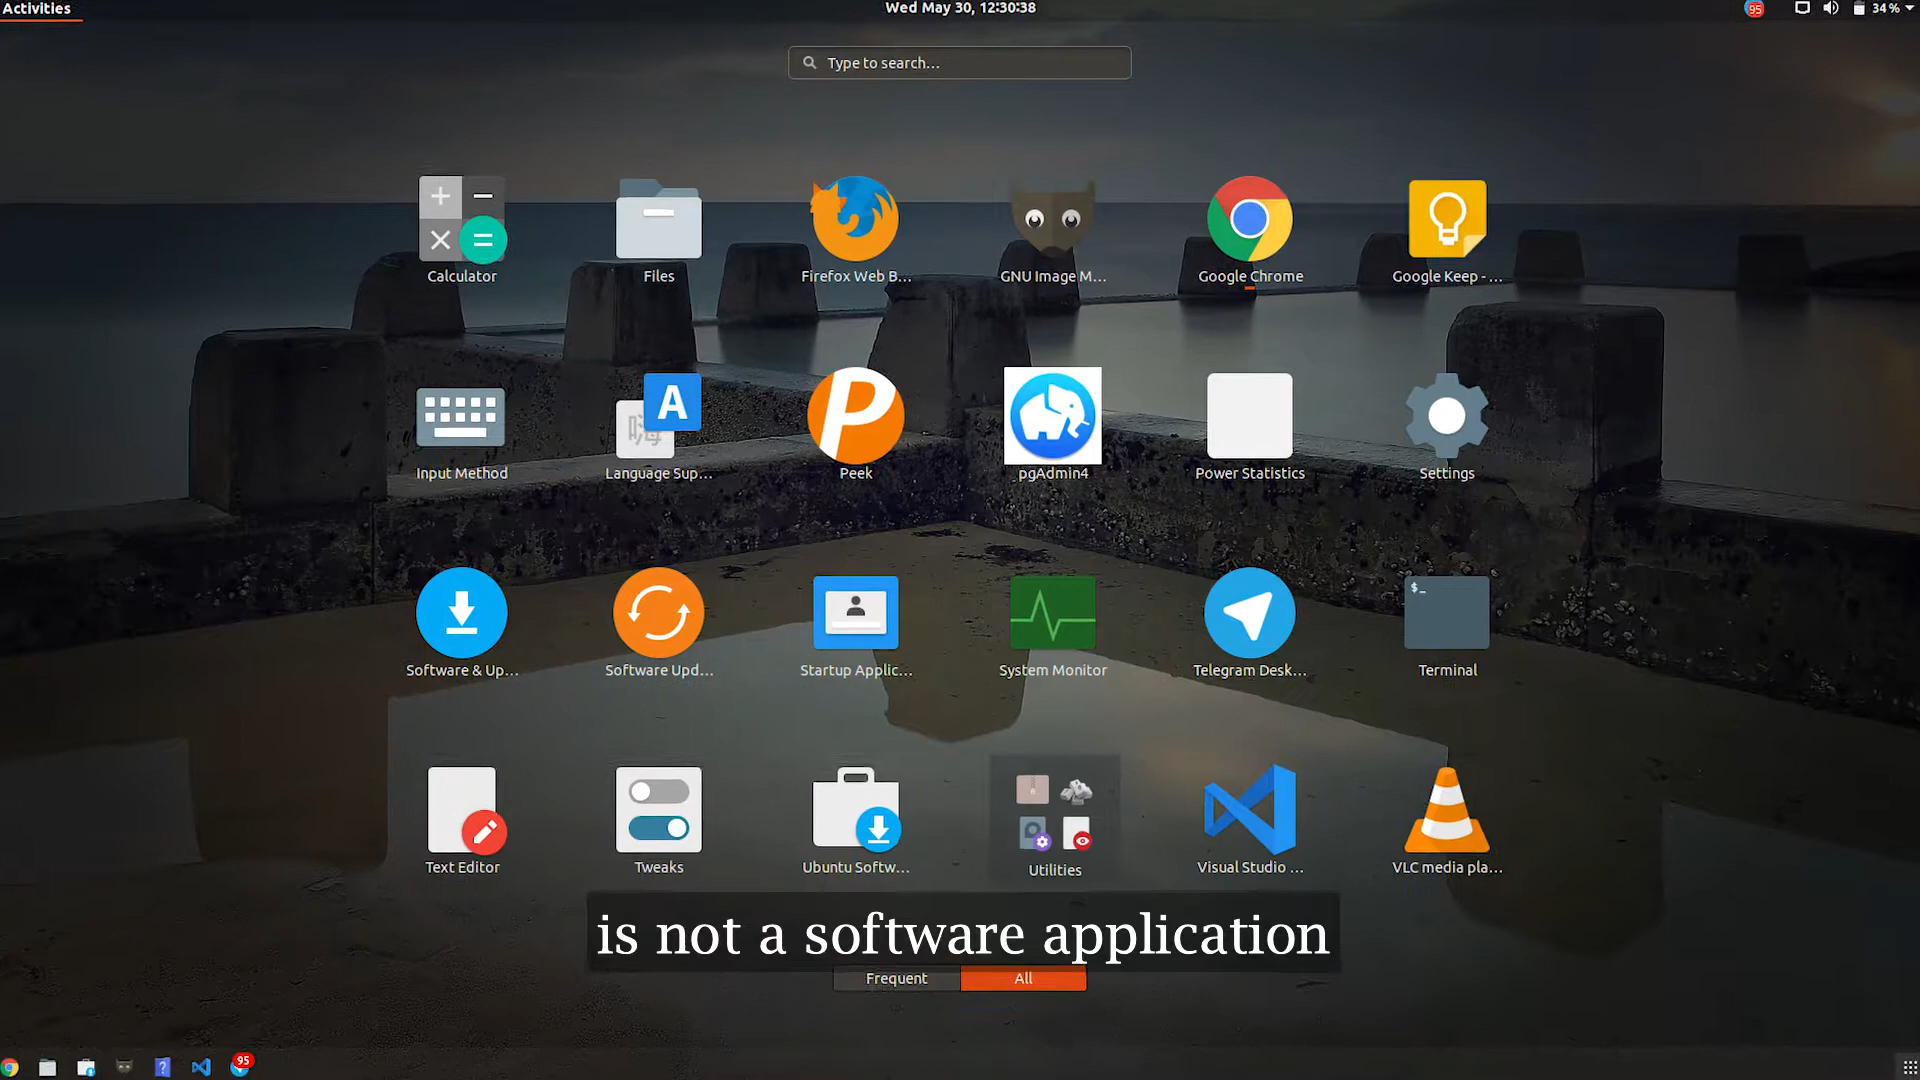 Activities
Wed May 30, 12:30:38
95
34 %
Type to search...
Calculator
Files
Firefox Web B...
GNU Image M...
Google Chrome
Google Keep - ...
A
嗨
Input Method
Language Sup...
P
Peek
pgAdmin4
Power Statistics
Settings
$_
Software & Up...
Software Upd...
Startup Applic...
System Monitor
Telegram Desk...
Terminal
Text Editor
Tweaks
Ubuntu Softw...
Utilities
Visual Studio ...
VLC media pla...
is not a software application
Frequent
All
?
95